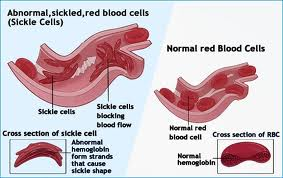 Abnormal,sickled,red blood cells
(Sickle Cells)
Sickle cells
Sickle cells
blocking
blood flow
Cross section of sickle cell
Abnormal
hemoglobin
form strands
that cause
sickle shape
Normal red Blood Cells
Normal red
blood cell
Cross section of RBC
Normal
hemoglobin